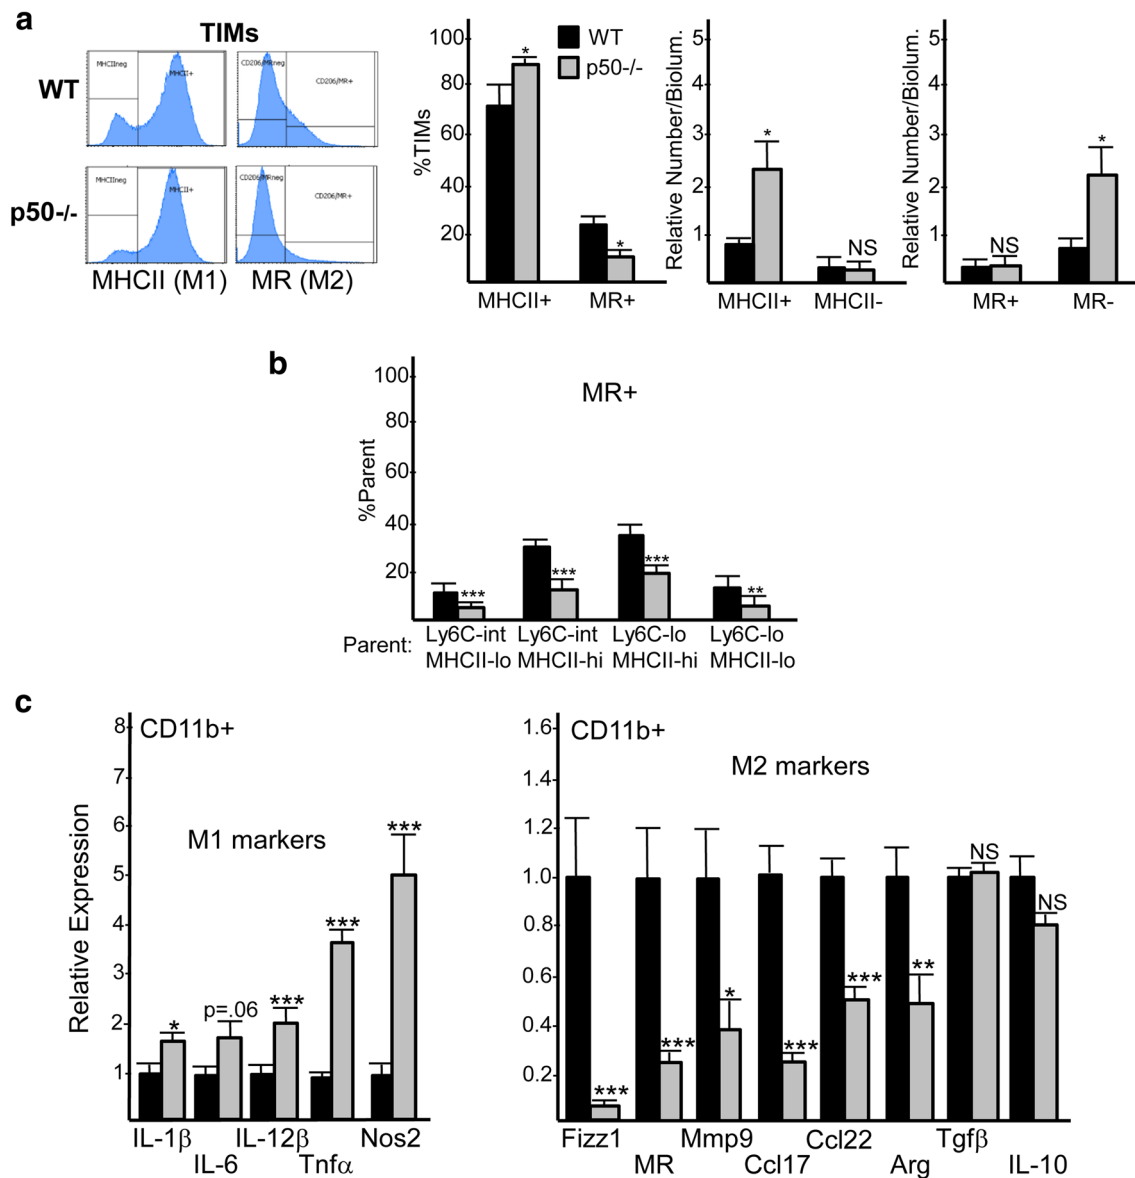 a
TIMs
WT
MHCIIneg
MHCII+
CD206/MRneg
CD206/MR+
p50-/-
MHCIIneg
MHCII+
CD206/MRneg
CD206/MR+
MHCII (M1) MR (M2)
%TIMs
100
80
60
40
20
*
*
WT
p50-/-
MHCII+ MR+
Relative Number/Biolum.
5
4
3
2
1
*
NS
MHCII+ MHCII-
Relative Number/Biolum.
5
4
3
2
1
NS
*
MR+ MR-
b
MR+
%Parent
100
80
60
40
20
*** *** *** **
Parent:
Ly6C-int Ly6C-int Ly6C-lo Ly6C-lo
MHCII-lo MHCII-hi MHCII-hi MHCII-lo
c
CD11b+
M1 markers
Relative Expression
8
7
6
5
4
3
2
1
* p=.06 *** *** ***
IL-1β IL-12β Nos2
IL-6 Tnfα
CD11b+
M2 markers
1.6
1.4
1.2
1.0
0.8
0.6
0.4
0.2
*** *** * *** *** ** NS NS
Fizz1 Mmp9 Ccl22 Tgfβ
MR Ccl17 Arg IL-10